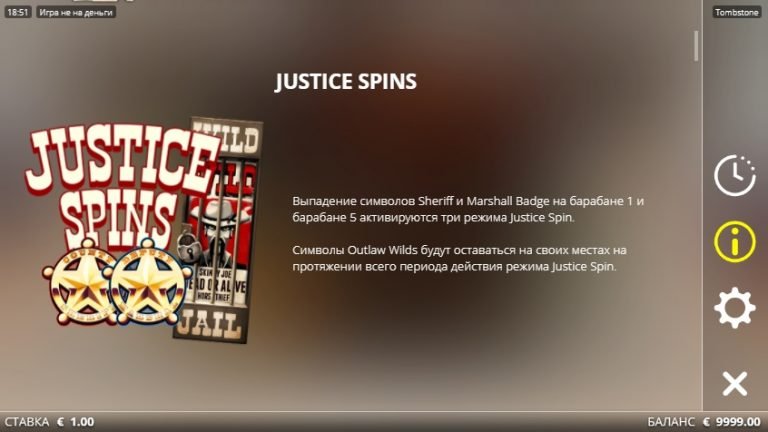 18:51 Игра не на деньги Tombstone
JUSTICE SPINS
WILD
JUSTICE
SPINS
DEAD OR ALIVE
HORSE THIEF
JAIL
Выпадение символов Sheriff и Marshall Badge на барабане 1 и
барабане 5 активируются три режима Justice Spin.
Символы Outlaw Wilds будут оставаться на своих местах на
протяжении всего периода действия режима Justice Spin.
СТАВКА € 1.00 БАЛАНС € 9999.00